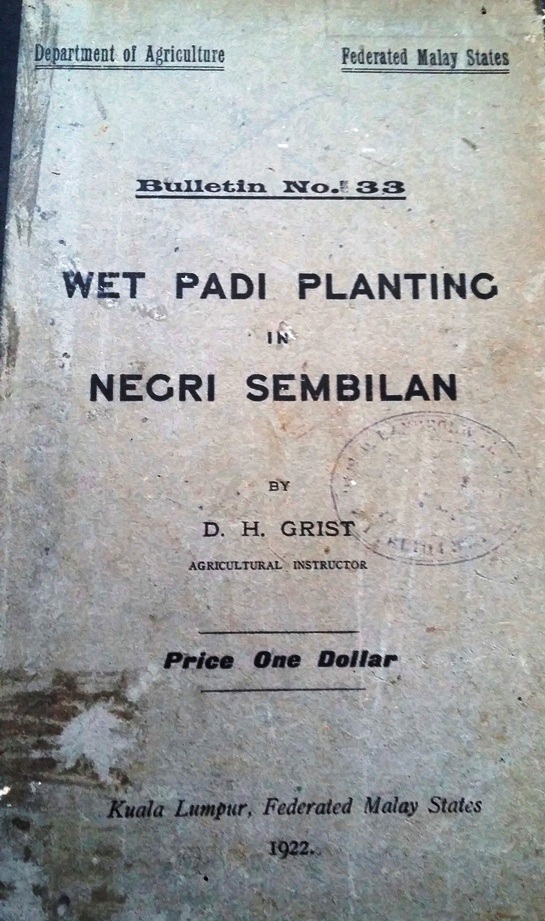 Department of Agriculture
Federated Malay States
Bulletin No. 33
WET PADI PLANTING
IN
NEGRI SEMBILAN
BY
D. H. GRIST
AGRICULTURAL INSTRUCTOR
Price One Dollar
Kuala Lumpur, Federated Malay States
1922.